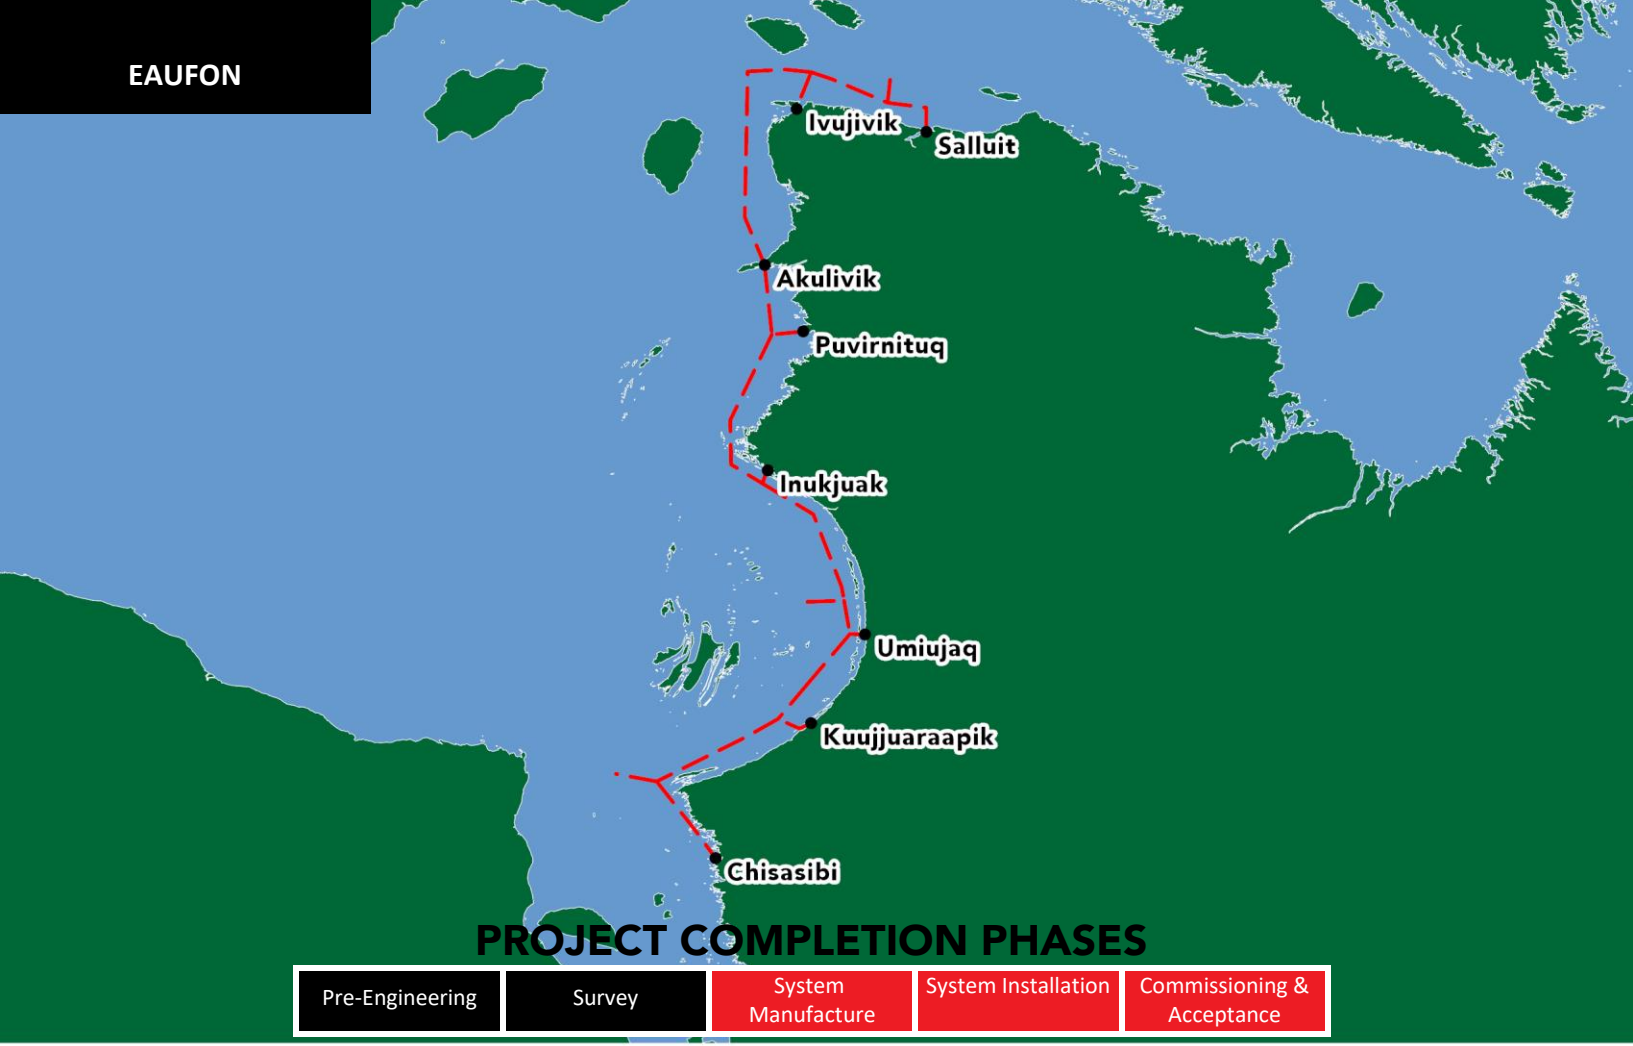 EAUFON
Ivujivik
Salluit
Akulivik
Puvirnituq
Inukjuak
Umiujaq
Kuujjuaraapik
Chisasibi
PROJECT COMPLETION PHASES
Pre-Engineering
Survey
System
Manufacture
System Installation
Commissioning &
Acceptance